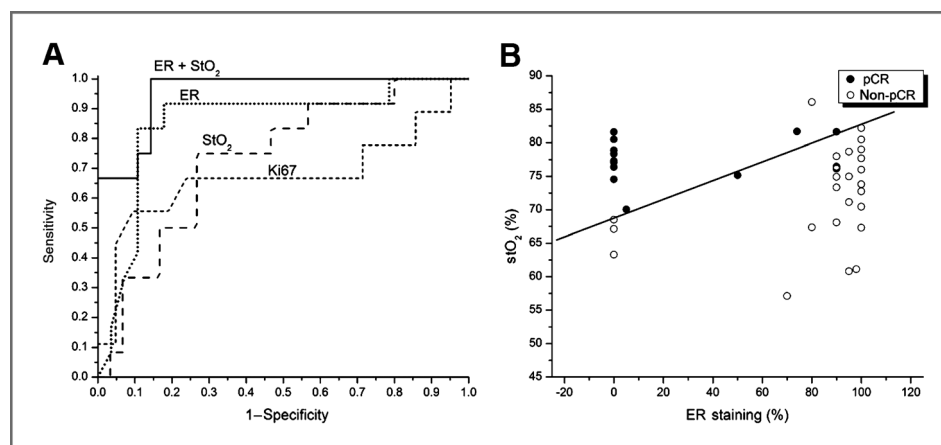 A
ER + StO2
ER
StO2
Ki67
Sensitivity
1.0
0.9
0.8
0.7
0.6
0.5
0.4
0.3
0.2
0.1
0.0
0.0 0.1 0.2 0.3 0.4 0.5 0.6 0.7 0.8 0.9 1.0
1–Specificity
B
pCR
Non-pCR
stO2 (%)
90
85
80
75
70
65
60
55
50
45
-20 0 20 40 60 80 100 120
ER staining (%)